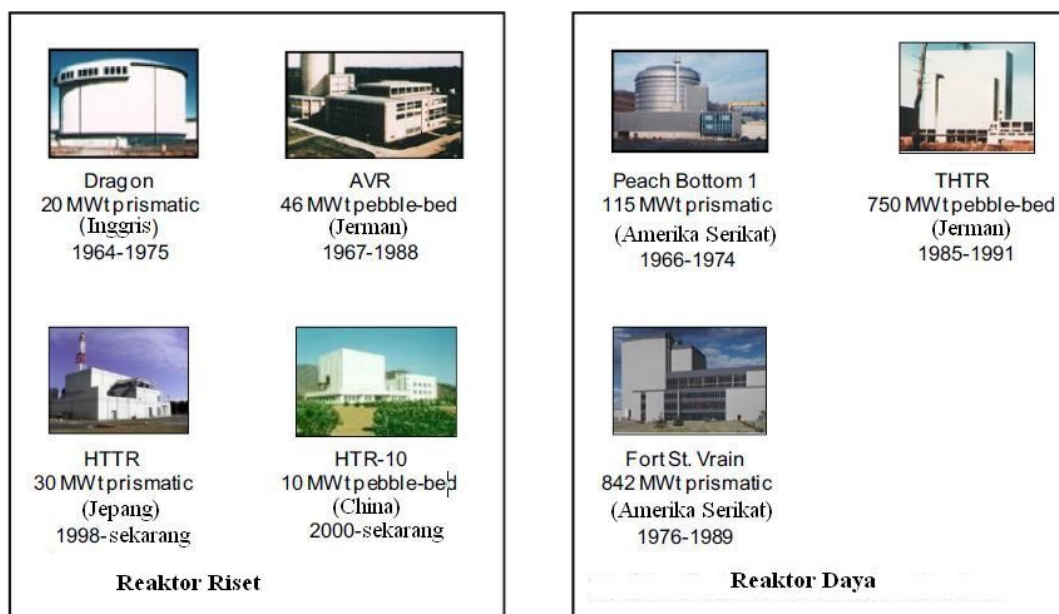 Dragon
20 MWt prismatic
(Inggris)
1964-1975
AVR
46 MWt pebble-bed
(Jerman)
1967-1988
HTTR
30 MWt prismatic
(Jepang)
1998-sekarang
HTR-10
10 MWt pebble-bed
(China)
2000-sekarang
Reaktor Riset
Peach Bottom 1
115 MWt prismatic
(Amerika Serikat)
1966-1974
THTR
750 MWt pebble-bed
(Jerman)
1985-1991
Fort St. Vrain
842 MWt prismatic
(Amerika Serikat)
1976-1989
Reaktor Daya